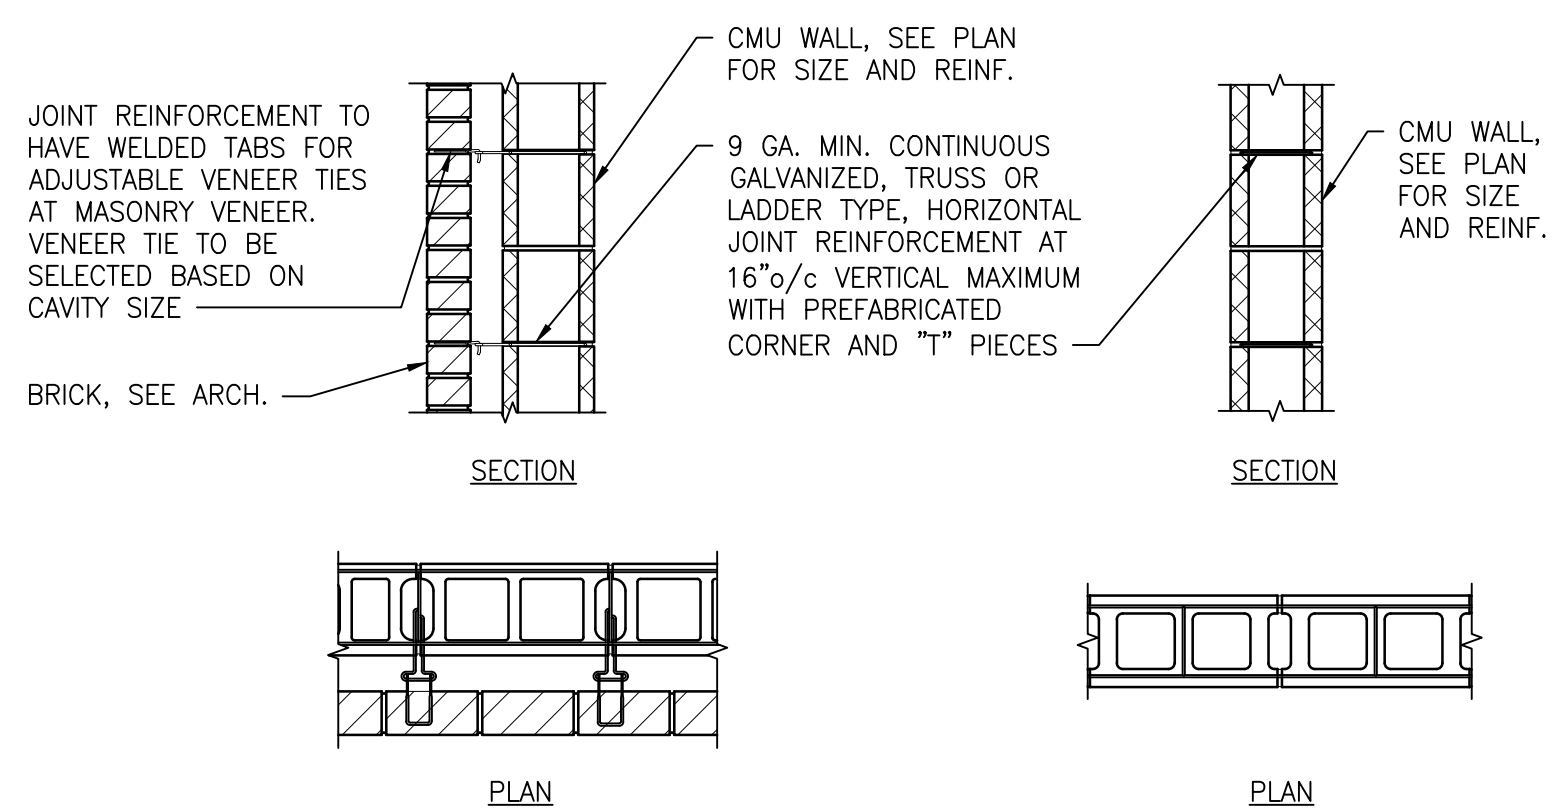 CMU WALL, SEE PLAN
FOR SIZE AND REINF.
JOINT REINFORCEMENT TO
HAVE WELDED TABS FOR
ADJUSTABLE VENEER TIES
AT MASONRY VENEER.
VENEER TIE TO BE
SELECTED BASED ON
CAVITY SIZE
BRICK, SEE ARCH.
9 GA. MIN. CONTINUOUS
GALVANIZED, TRUSS OR
LADDER TYPE, HORIZONTAL
JOINT REINFORCEMENT AT
16"o/c VERTICAL MAXIMUM
WITH PREFABRICATED
CORNER AND "T" PIECES
CMU WALL,
SEE PLAN
FOR SIZE
AND REINF.
SECTION
SECTION
PLAN
PLAN